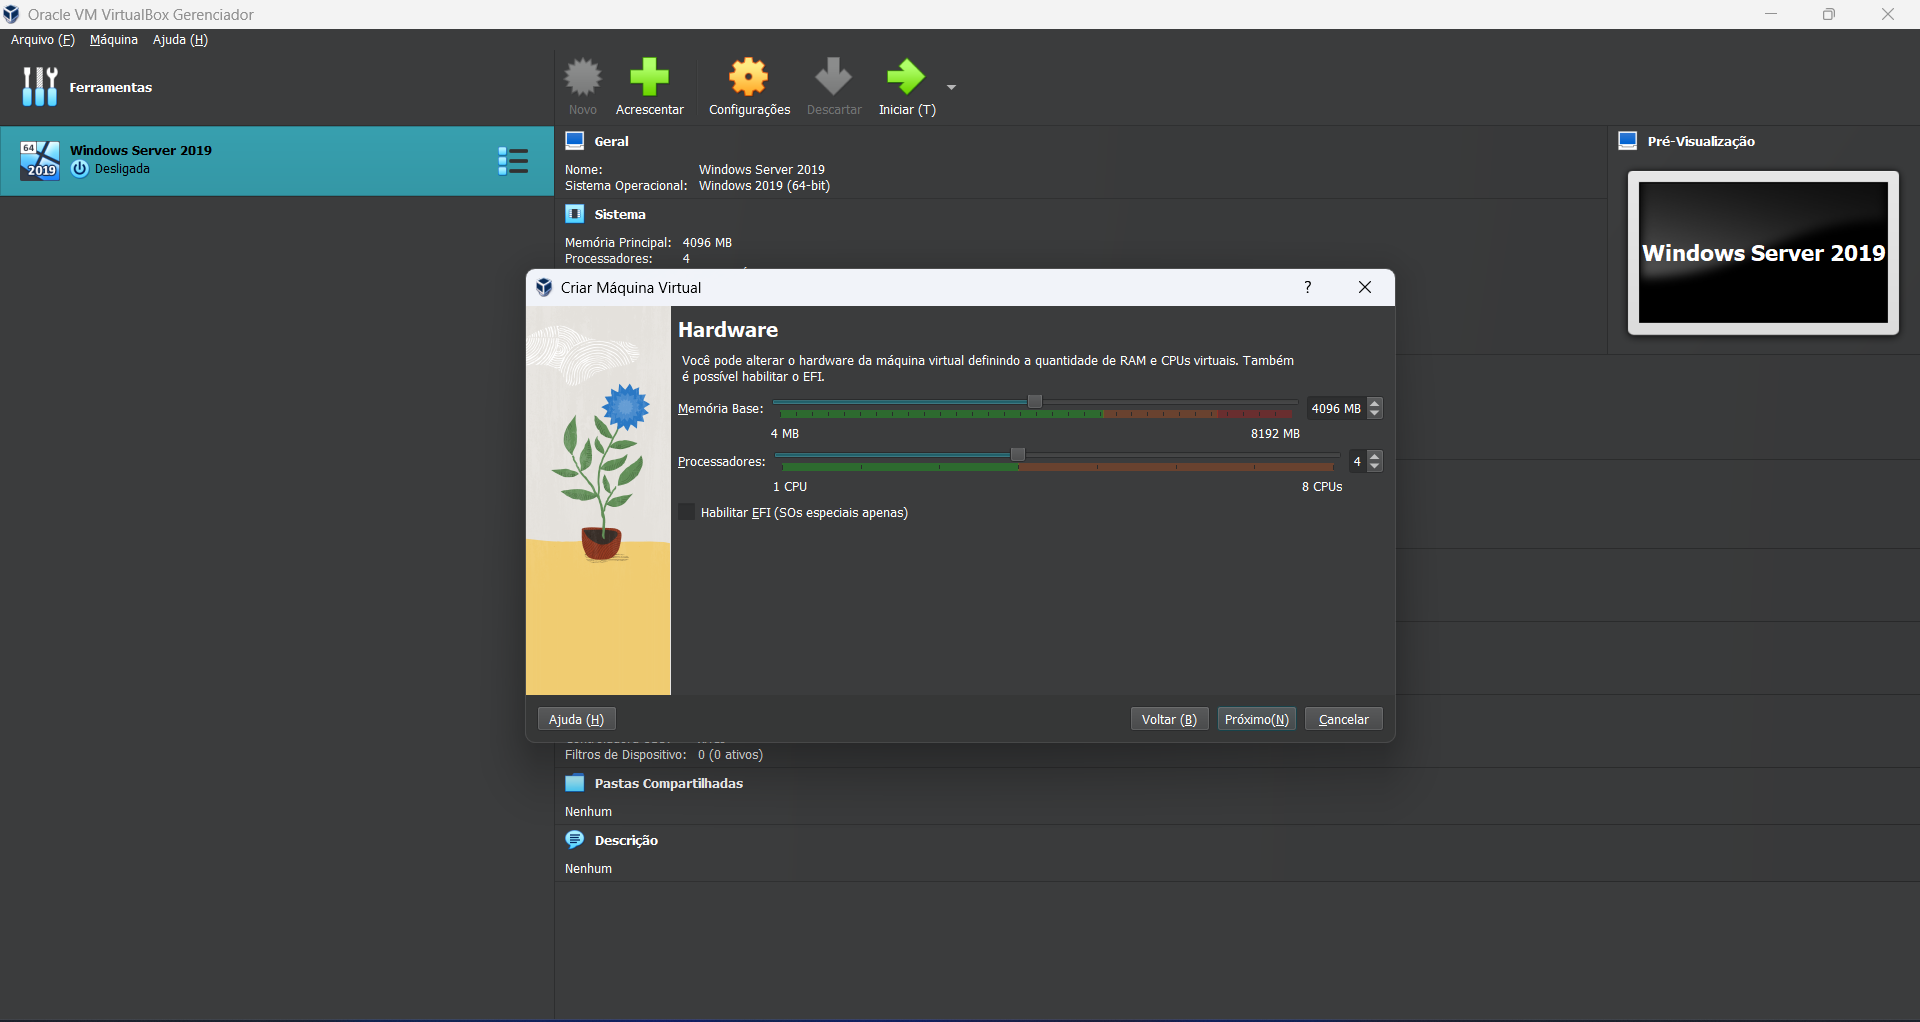 Oracle VM VirtualBox Gerenciador
Arquivo (F) Máquina Ajuda (H)
Ferramentas
Novo Acrescentar Configurações Descartar Iniciar (T)
64
2019
Windows Server 2019
Desligada
Geral
Nome: Windows Server 2019
Sistema Operacional: Windows 2019 (64-bit)
Sistema
Memória Principal: 4096 MB
Processadores: 4
Pré-Visualização
Windows Server 2019
Criar Máquina Virtual
?
Hardware
Você pode alterar o hardware da máquina virtual definindo a quantidade de RAM e CPUs virtuais. Também
é possível habilitar o EFI.
Memória Base: 4096 MB
4 MB 8192 MB
Processadores: 4
1 CPU 8 CPUs
Habilitar EFI (SOs especiais apenas)
Ajuda (H) Voltar (B) Próximo(N) Cancelar
Filtros de Dispositivo: 0 (0 ativos)
Pastas Compartilhadas
Nenhum
Descrição
Nenhum